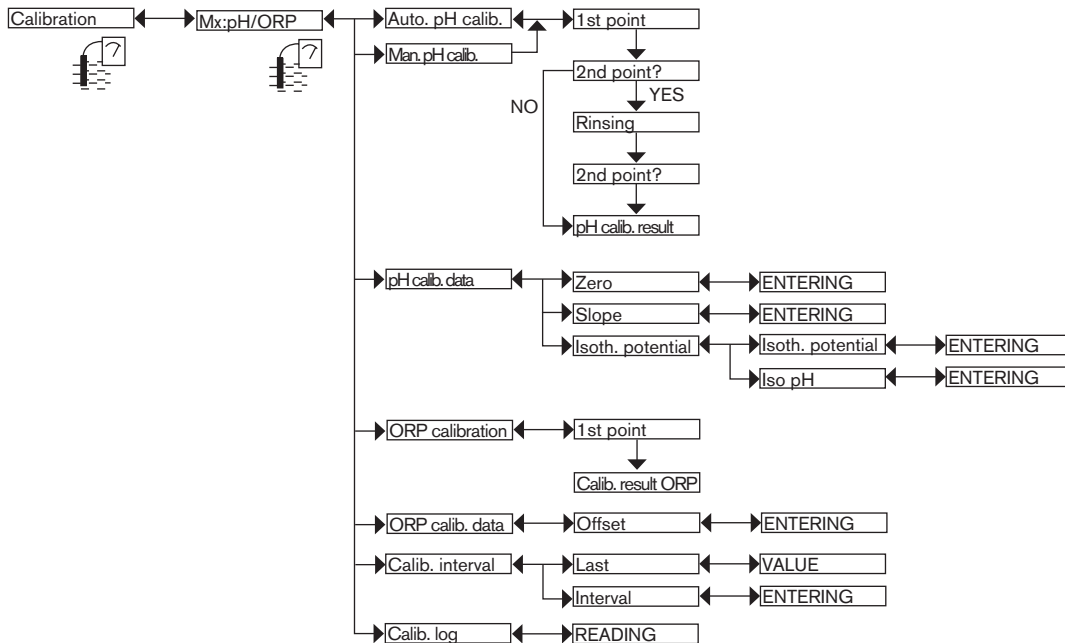 Calibration
Mx:pH/ORP
Auto. pH calib.
1st point
Man. pH calib.
2nd point?
NO
YES
Rinsing
2nd point?
pH calib. result
pH calib. data
Zero
ENTERING
Slope
ENTERING
Isoth. potential
Isoth. potential
ENTERING
Iso pH
ENTERING
ORP calibration
1st point
Calib. result ORP
ORP calib. data
Offset
ENTERING
Calib. interval
Last
VALUE
Interval
ENTERING
Calib. log
READING